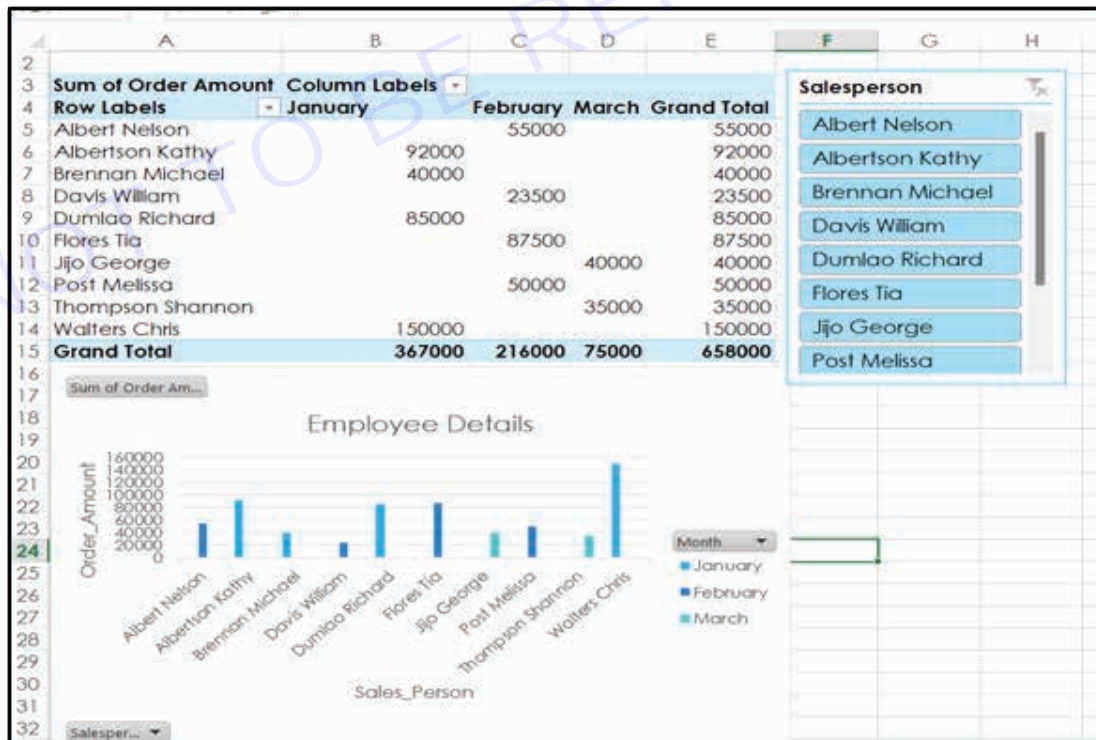 NOT TO BE RE
A B C D E F G H
2
3 Sum of Order Amount Column Labels
4 Row Labels January February March Grand Total
5 Albert Nelson 55000 55000
6 Albertson Kathy 92000 92000
7 Brennan Michael 40000 40000
8 Davis William 23500 23500
9 Dumlao Richard 85000 85000
10 Flores Tia 87500 87500
11 Jijo George 40000 40000
12 Post Melissa 50000 50000
13 Thompson Shannon 35000 35000
14 Walters Chris 150000 150000
15 Grand Total 367000 216000 75000 658000
Salesperson
Albert Nelson
Albertson Kathy
Brennan Michael
Davis William
Dumlao Richard
Flores Tia
Jijo George
Post Melissa
16
17
18
19
20
21
22
23
24
25
26
27
28
29
30
31
32
Sum of Order Am...
Employee Details
Order_Amount
160000
140000
120000
100000
80000
60000
40000
20000
0
Albert Nelson
Albertson Kathy
Brennan Michael
Davis William
Dumlao Richard
Flores Tia
Jijo George
Post Melissa
Thompson Shannon
Walters Chris
Sales_Person
Month
January
February
March
Salesper...